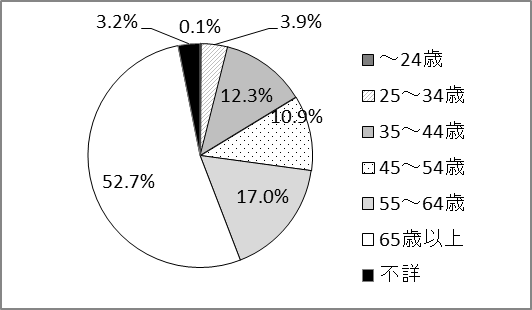 3.2%
0.1%
3.9%
12.3%
10.9%
17.0%
52.7%
～24歳
25～34歳
35～44歳
45～54歳
55～64歳
65歳以上
不詳